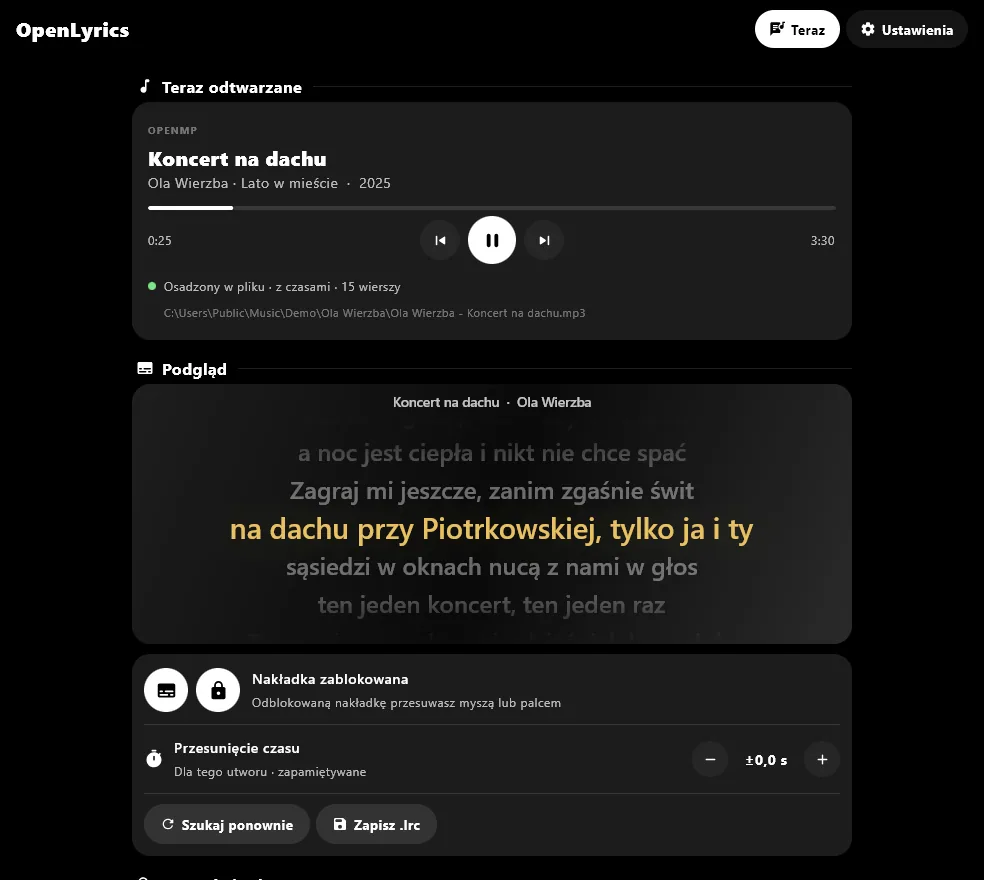 OpenLyrics
Teraz
Ustawienia
Teraz odtwarzane
OPENMP
Koncert na dachu
Ola Wierzba · Lato w mieście · 2025
0:25
3:30
Osadzony w pliku · z czasami · 15 wierszy
C:\Users\Public\Music\Demo\Ola Wierzba\Ola Wierzba - Koncert na dachu.mp3
Podgląd
Koncert na dachu · Ola Wierzba
a noc jest ciepła i nikt nie chce spać
Zagraj mi jeszcze, zanim zgaśnie świt
na dachu przy Piotrkowskiej, tylko ja i ty
sąsiedzi w oknach nucą z nami w głos
ten jeden koncert, ten jeden raz
Nakładka zablokowana
Odblokowaną nakładkę przesuwasz myszą lub palcem
Przesunięcie czasu
Dla tego utworu · zapamiętywane
±0,0 s
Szukaj ponownie
Zapisz .lrc